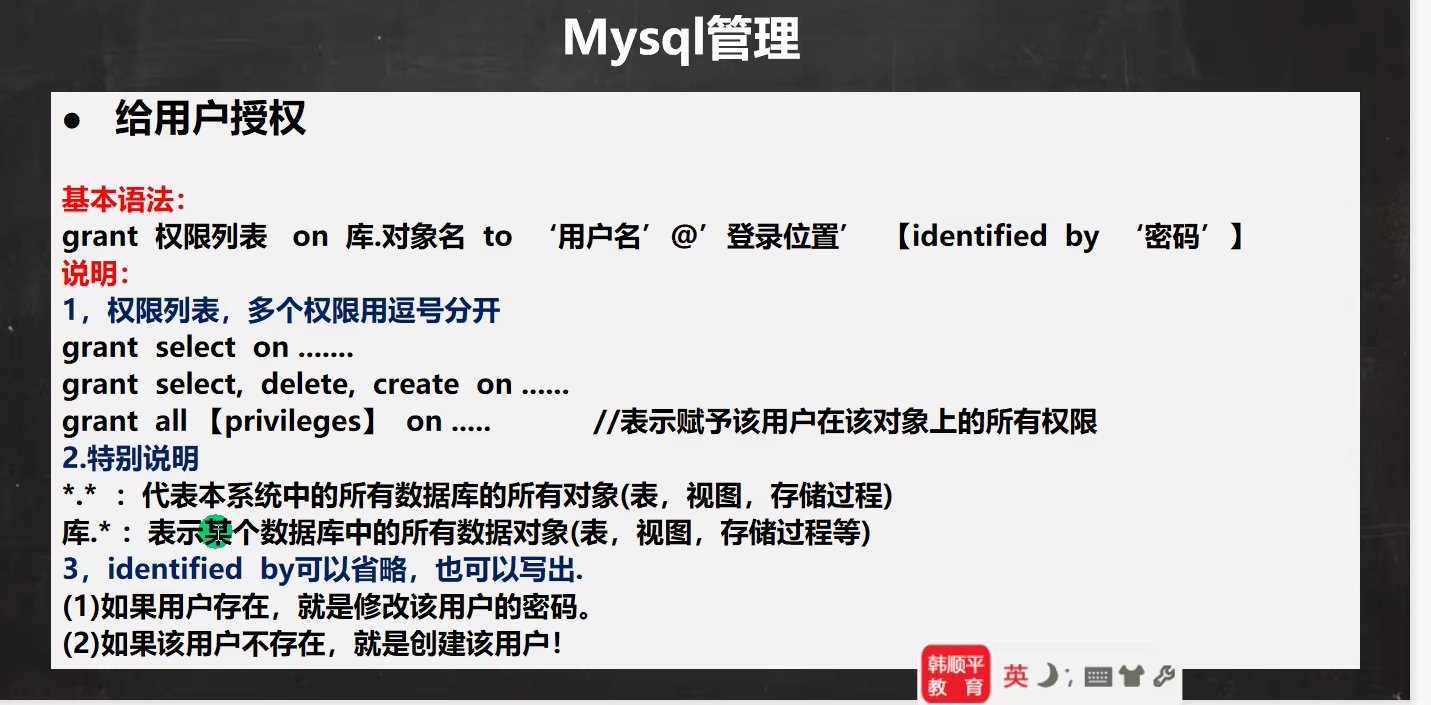 Mysql管理
● 给用户授权
基本语法：
grant 权限列表 on 库.对象名 to ‘用户名’ @’登录位置’ 【identified by ‘密码’】
说明：
1，权限列表，多个权限用逗号分开
grant select on .......
grant select, delete, create on ......
grant all 【privileges】 on ..... //表示赋予该用户在该对象上的所有权限
2.特别说明
*.* ：代表本系统中的所有数据库的所有对象(表，视图，存储过程)
库.*：表示某个数据库中的所有数据对象(表，视图，存储过程等)
3，identified by可以省略，也可以写出.
(1)如果用户存在，就是修改该用户的密码。
(2)如果该用户不存在，就是创建该用户！
韩顺平
教 育
英